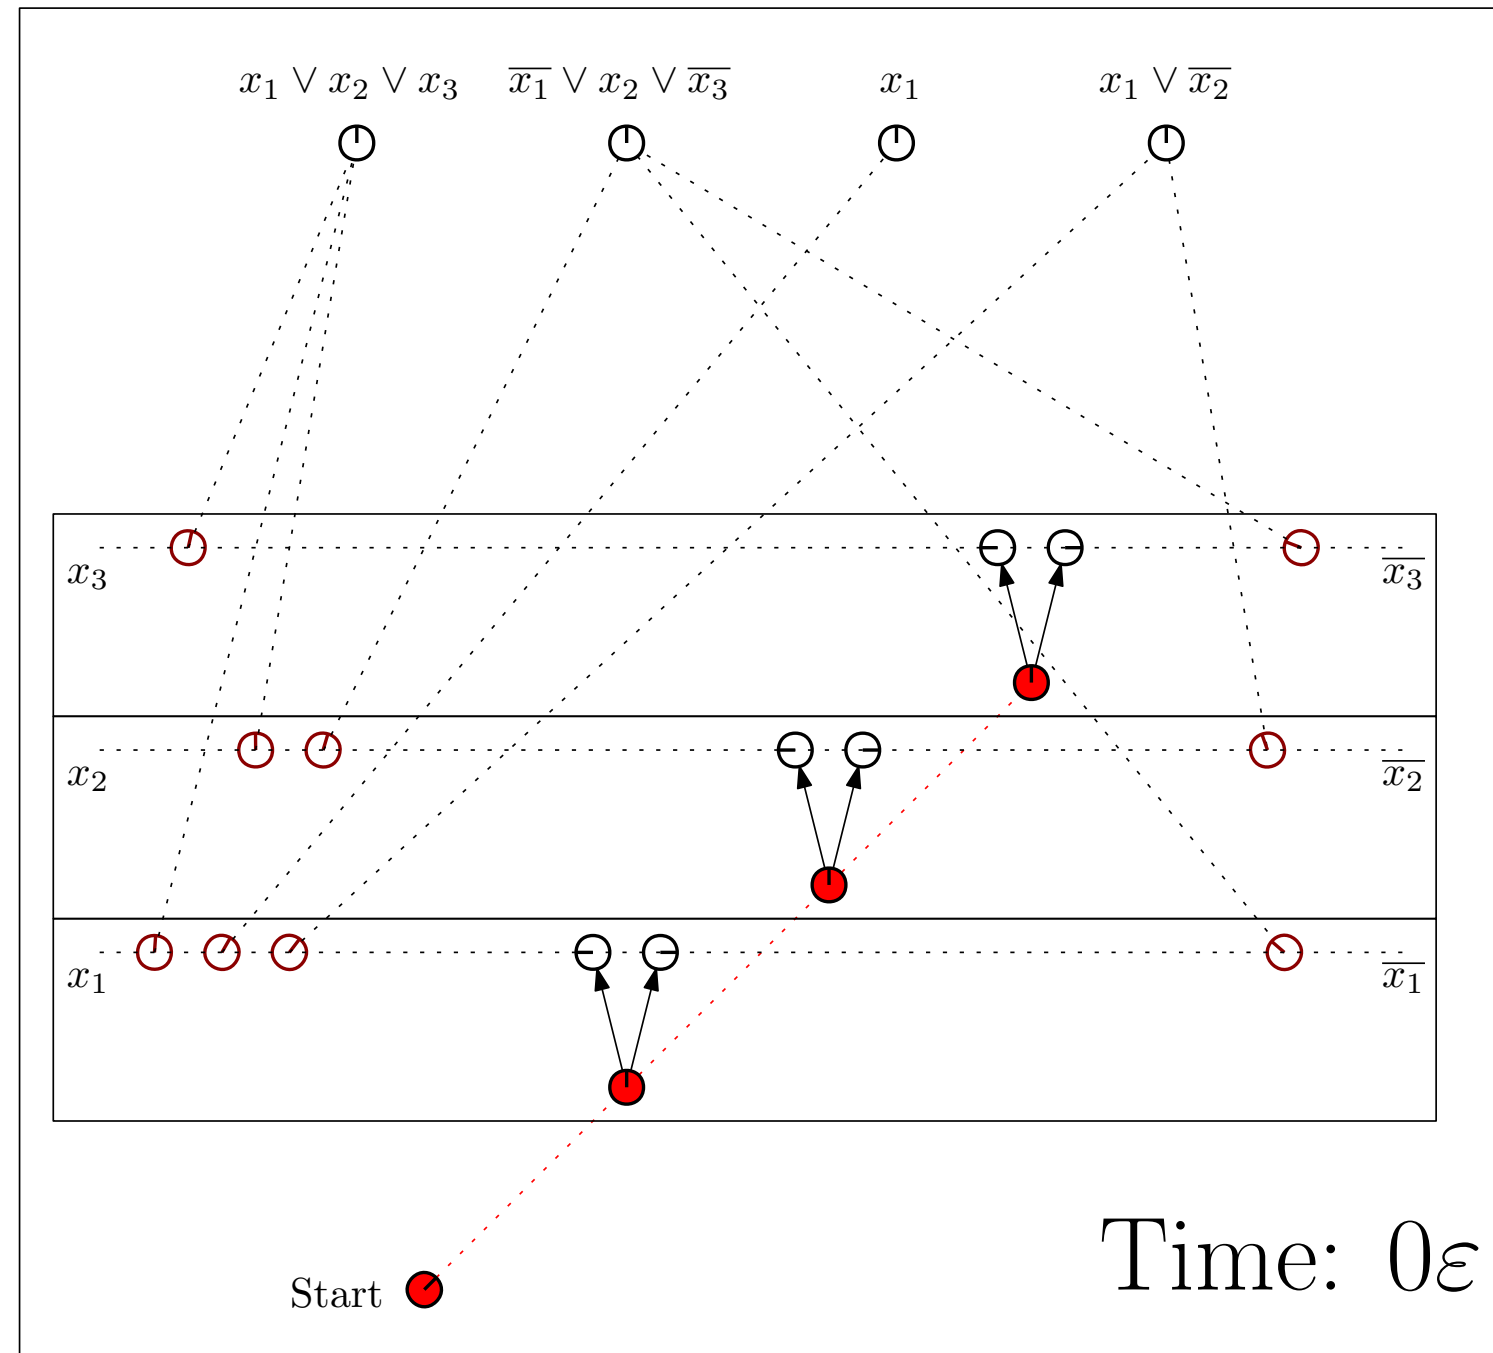 x₁ ∨ x₂ ∨ x₃ x̅₁ ∨ x₂ ∨ x̅₃ x₁ x₁ ∨ x̅₂
x₃ x̅₃
x₂ x̅₂
x₁ x̅₁
Time: 0ε
Start